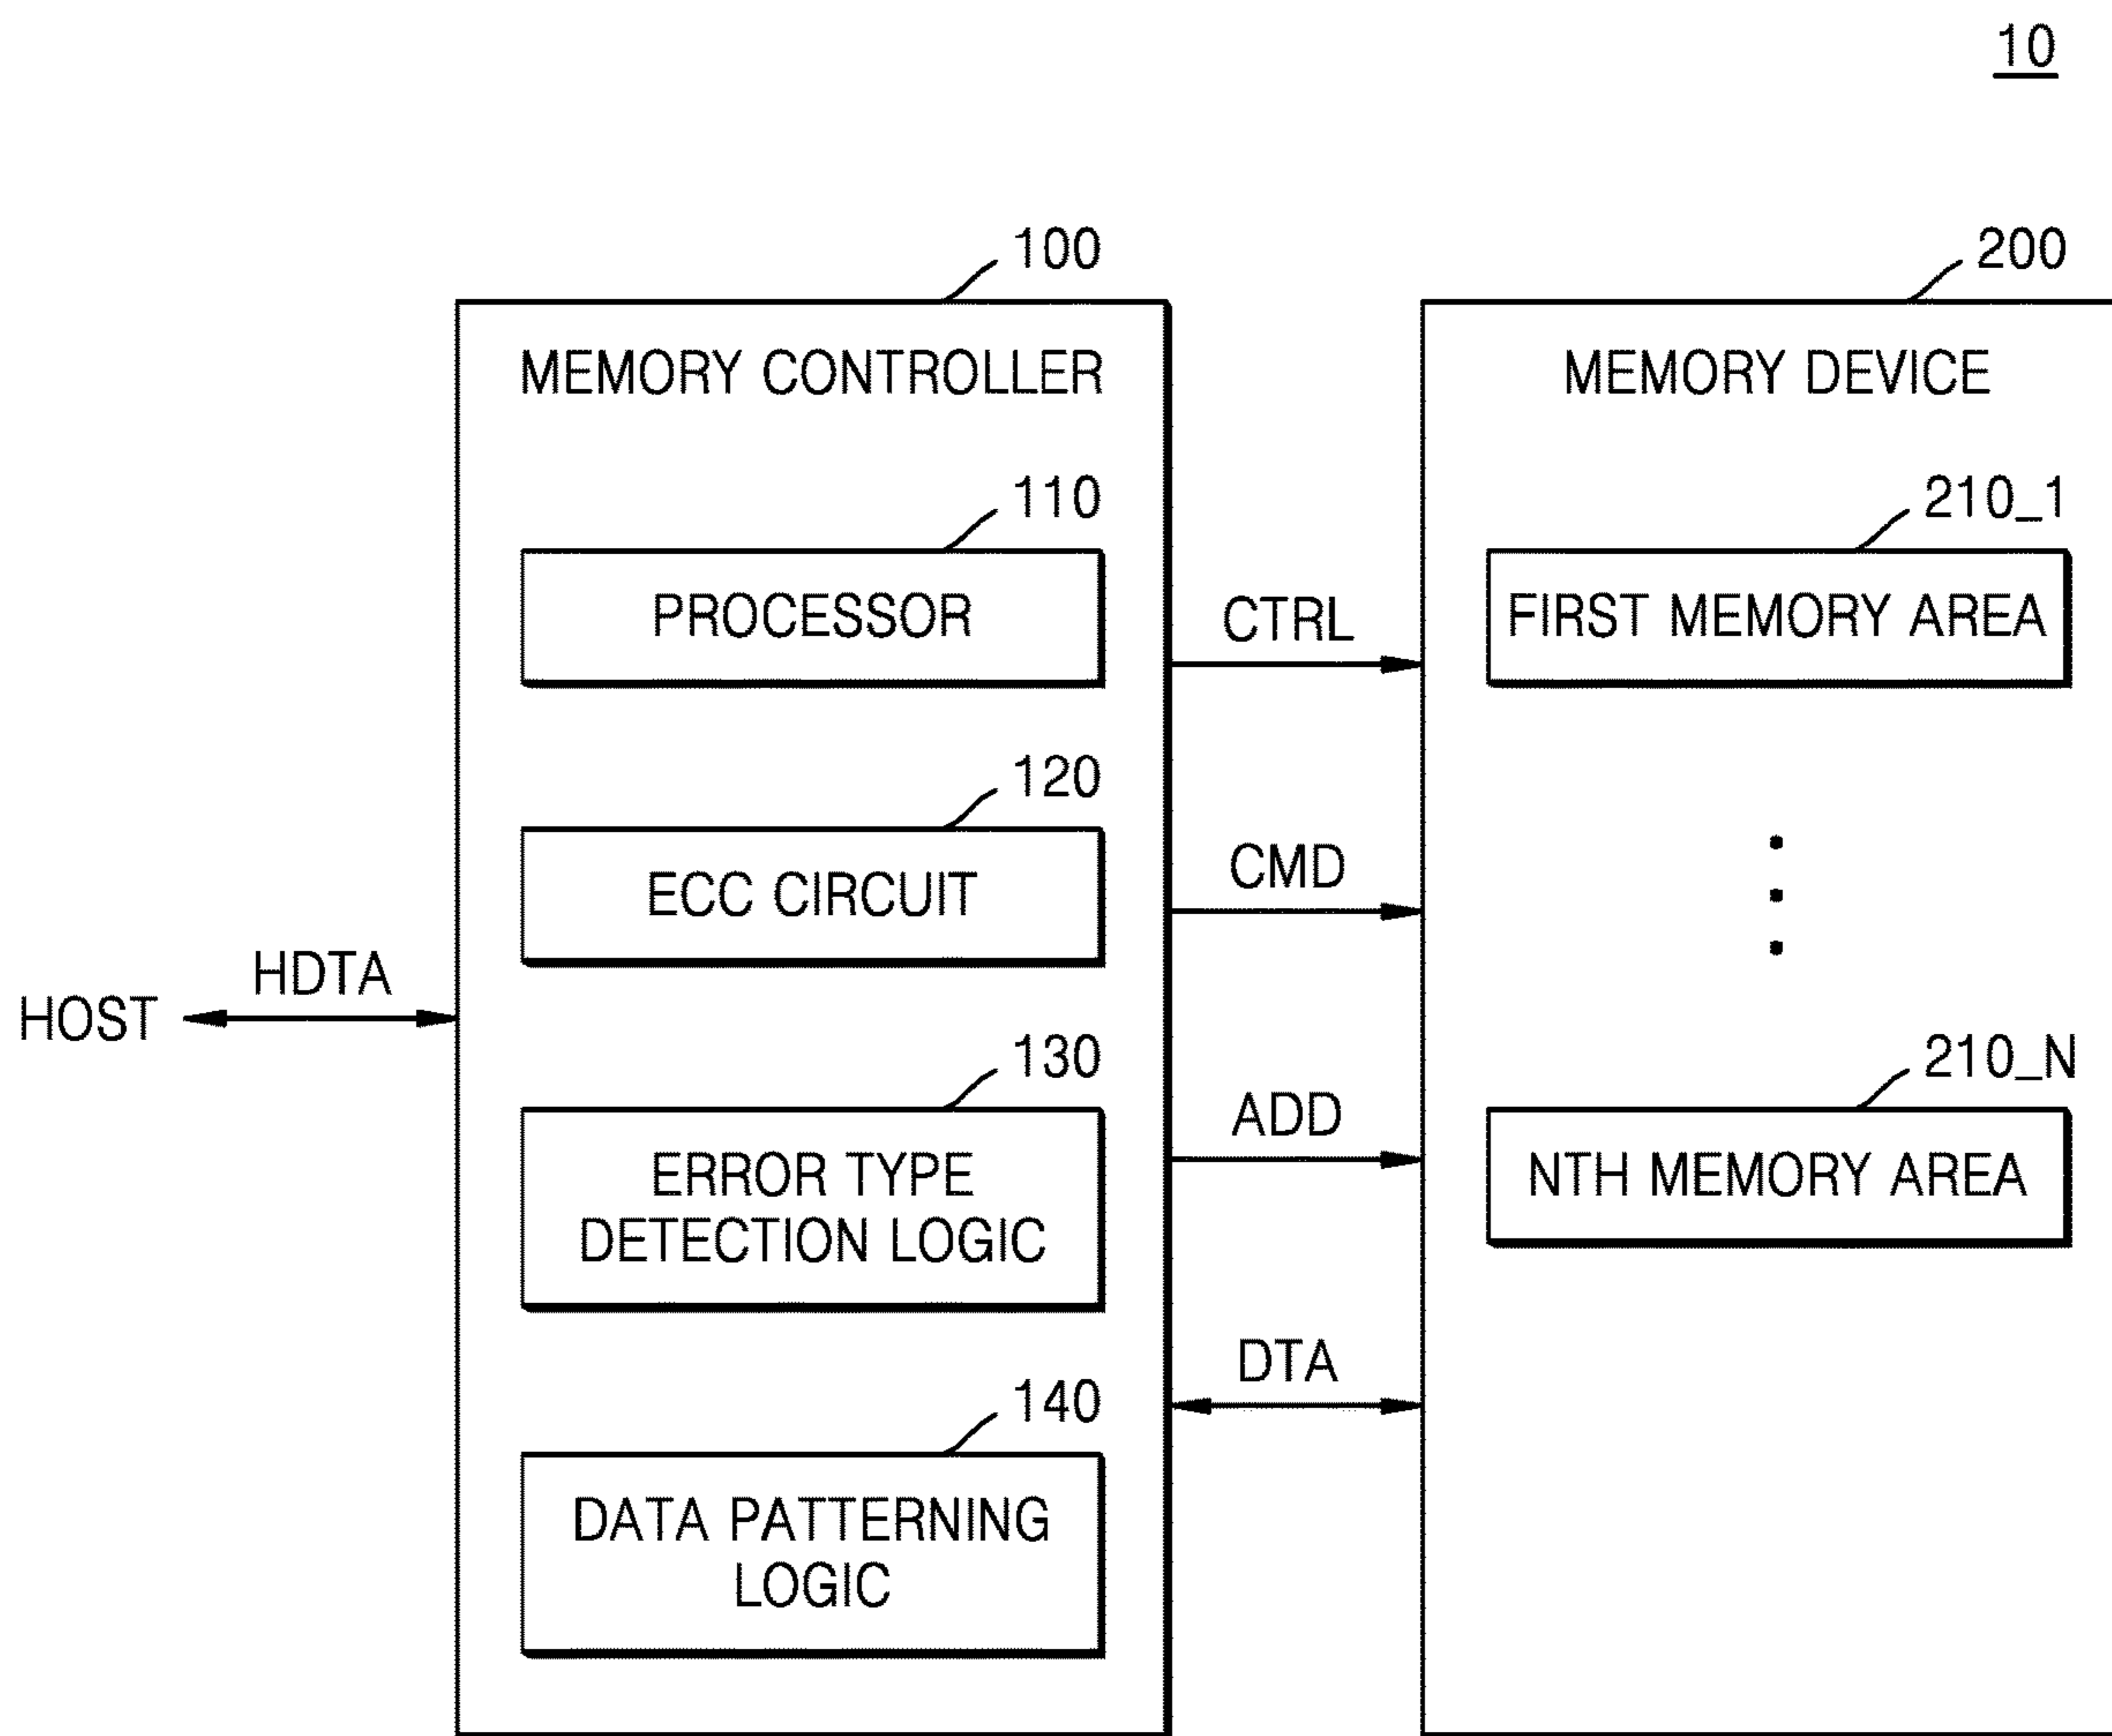 10
100
200
MEMORY CONTROLLER
MEMORY DEVICE
110
210_1
PROCESSOR
CTRL
FIRST MEMORY AREA
120
ECC CIRCUIT
CMD
HOST
HDTA
130
210_N
ERROR TYPE
DETECTION LOGIC
ADD
NTH MEMORY AREA
DTA
140
DATA PATTERNING
LOGIC